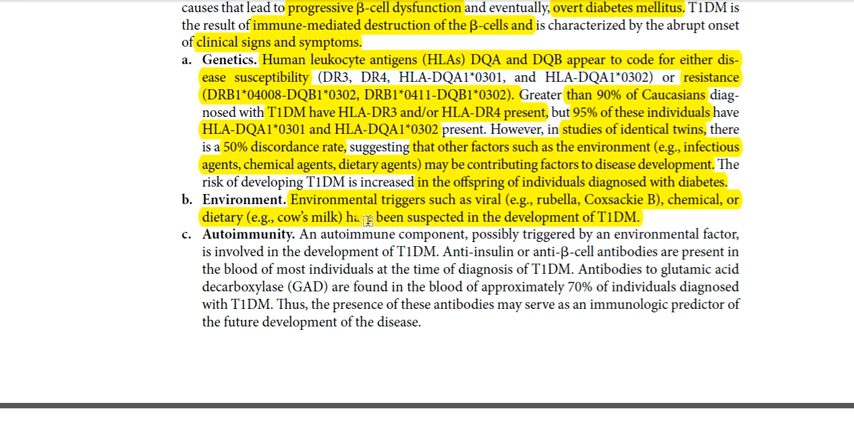 causes that lead to progressive β-cell dysfunction and eventually, overt diabetes mellitus. T1DM is
the result of immune-mediated destruction of the β-cells and is characterized by the abrupt onset
of clinical signs and symptoms.
a. Genetics. Human leukocyte antigens (HLAs) DQA and DQB appear to code for either dis-
ease susceptibility (DR3, DR4, HLA-DQA1*0301, and HLA-DQA1*0302) or resistance
(DRB1*04008-DQB1*0302, DRB1*0411-DQB1*0302). Greater than 90% of Caucasians diag-
nosed with T1DM have HLA-DR3 and/or HLA-DR4 present, but 95% of these individuals have
HLA-DQA1*0301 and HLA-DQA1*0302 present. However, in studies of identical twins, there
is a 50% discordance rate, suggesting that other factors such as the environment (e.g., infectious
agents, chemical agents, dietary agents) may be contributing factors to disease development. The
risk of developing T1DM is increased in the offspring of individuals diagnosed with diabetes.
b. Environment. Environmental triggers such as viral (e.g., rubella, Coxsackie B), chemical, or
dietary (e.g., cow's milk) been suspected in the development of T1DM.
c. Autoimmunity. An autoimmune component, possibly triggered by an environmental factor,
is involved in the development of T1DM. Anti-insulin or anti-β-cell antibodies are present in
the blood of most individuals at the time of diagnosis of T1DM. Antibodies to glutamic acid
decarboxylase (GAD) are found in the blood of approximately 70% of individuals diagnosed
with T1DM. Thus, the presence of these antibodies may serve as an immunologic predictor of
the future development of the disease.